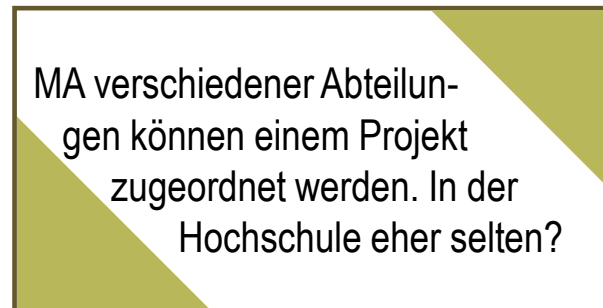 MA verschiedener Abteilun-
gen können einem Projekt
zugeordnet werden. In der
Hochschule eher selten?